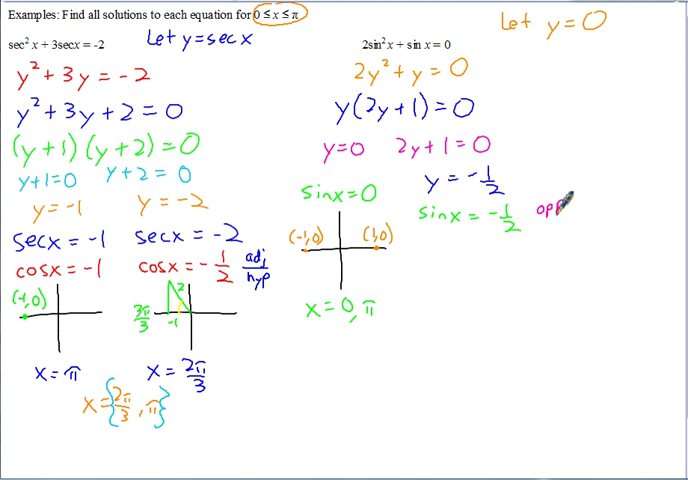 Examples: Find all solutions to each equation for 0 ≤ x ≤ π
Let y = 0
sec² x + 3secx = -2
Let y = sec x
y² + 3y = -2
y² + 3y + 2 = 0
(y + 1) (y + 2) = 0
y + 1 = 0 y + 2 = 0
y = -1 y = -2
sec x = -1 sec x = -2
cos x = -1 cos x = -1/2 adj/hyp
(-1, 0)
2
-1
x = π x = 2π/3
x = {2π/3, π}
2sin² x + sin x = 0
2y² + y = 0
y(2y + 1) = 0
y = 0 2y + 1 = 0
y = -1/2
sin x = 0
sin x = -1/2 opp
(-1, 0) (1, 0)
x = 0, π